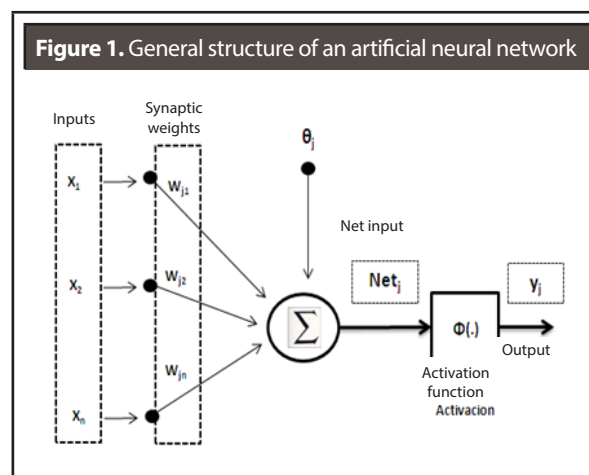 Figure 1. General structure of an artificial neural network
Inputs
Synaptic
weights
θj
X1
Wj1
Net input
X2
Wj2
Netj
yj
Σ
Φ(.)
Output
Wjn
Activation
function
Activacion
Xn